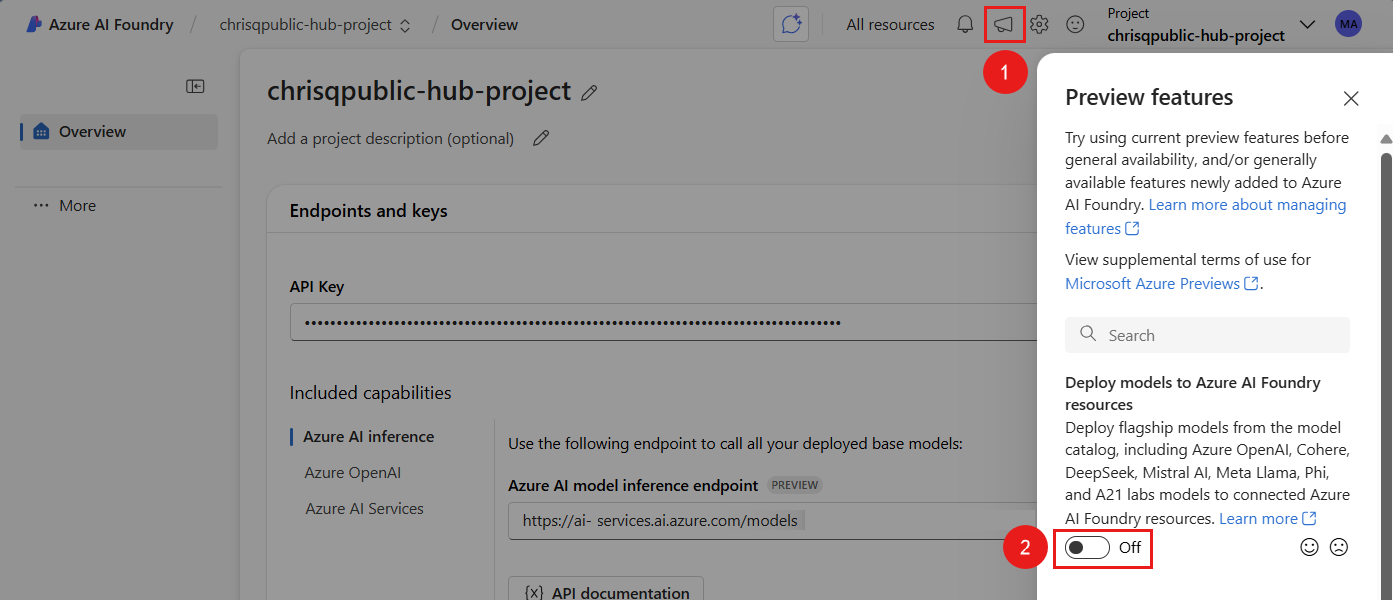 Azure AI Foundry / chrisqpublic-hub-project / Overview
All resources
Project
chrisqpublic-hub-project
MA
1
Overview
More
chrisqpublic-hub-project
Add a project description (optional)
Endpoints and keys
API Key
••••••••••••••••••••••••••••••••••••••••••••••••••••••••••••••••••••••••••••••••••••
Included capabilities
Azure AI inference
Azure OpenAI
Azure AI Services
Use the following endpoint to call all your deployed base models:
Azure AI model inference endpoint PREVIEW
https://ai- services.ai.azure.com/models
{x} API documentation
Preview features
Try using current preview features before
general availability, and/or generally
available features newly added to Azure
AI Foundry. Learn more about managing
features
View supplemental terms of use for
Microsoft Azure Previews.
Search
Deploy models to Azure AI Foundry
resources
Deploy flagship models from the model
catalog, including Azure OpenAI, Cohere,
DeepSeek, Mistral AI, Meta Llama, Phi,
and A21 labs models to connected Azure
AI Foundry resources. Learn more
2
Off